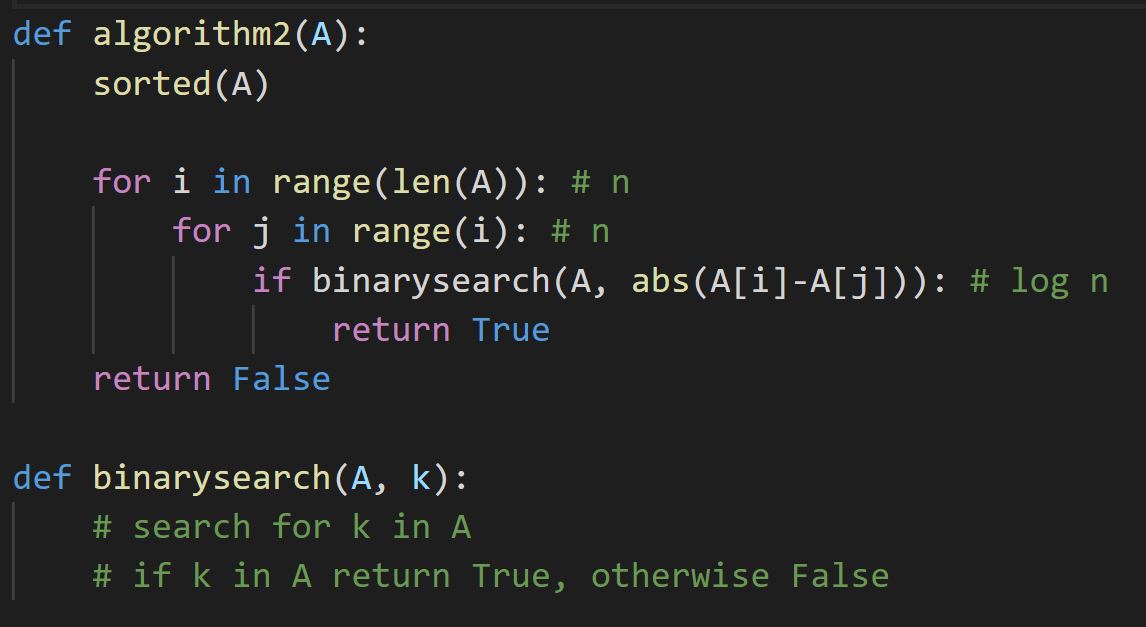 def algorithm2(A):
    sorted(A)

    for i in range(len(A)): # n
        for j in range(i): # n
            if binarysearch(A, abs(A[i]-A[j])): # log n
                return True
    return False

def binarysearch(A, k):
    # search for k in A
    # if k in A return True, otherwise False